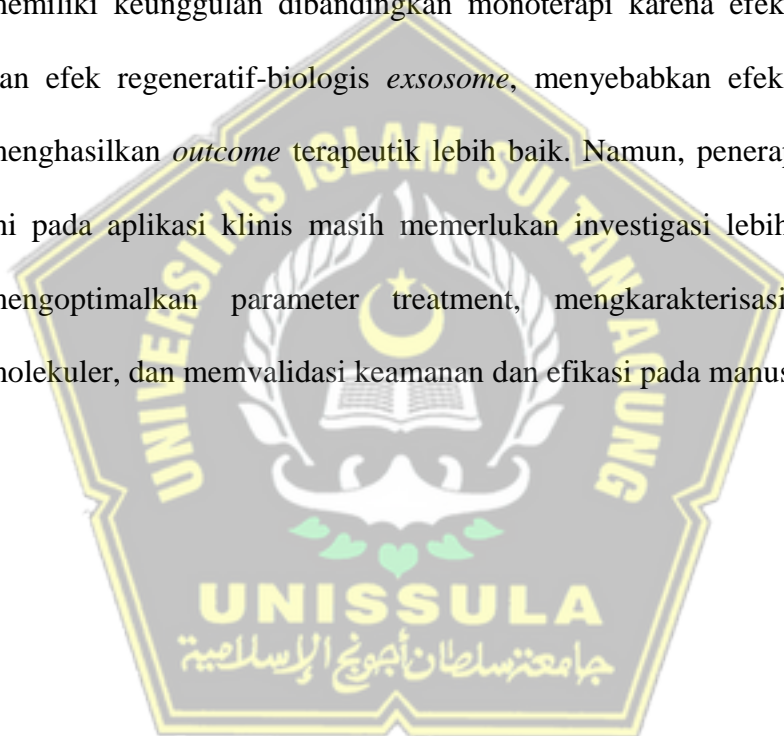 memiliki keunggulan dibandingkan monoterapi karena efek
an efek regeneratif-biologis exsosome, menyebabkan efek
menghasilkan outcome terapeutik lebih baik. Namun, penerap
ni pada aplikasi klinis masih memerlukan investigasi lebih
mengoptimalkan parameter treatment, mengkarakterisasi
molekuler, dan memvalidasi keamanan dan efikasi pada manus
UNIVERSITAS ISLAM SULTAN AGUNG
UNISSULA
جامعة سلطان أجونج الإسلامية